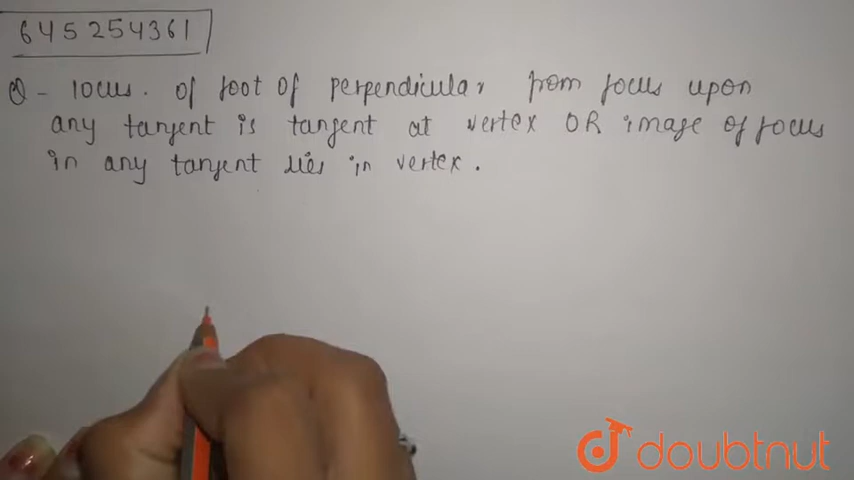 645254361
Q - locus. of foot of perpendicular from focus upon
any tangent is tangent at vertex OR image of focus
in any tangent lies in vertex.
doubtnut